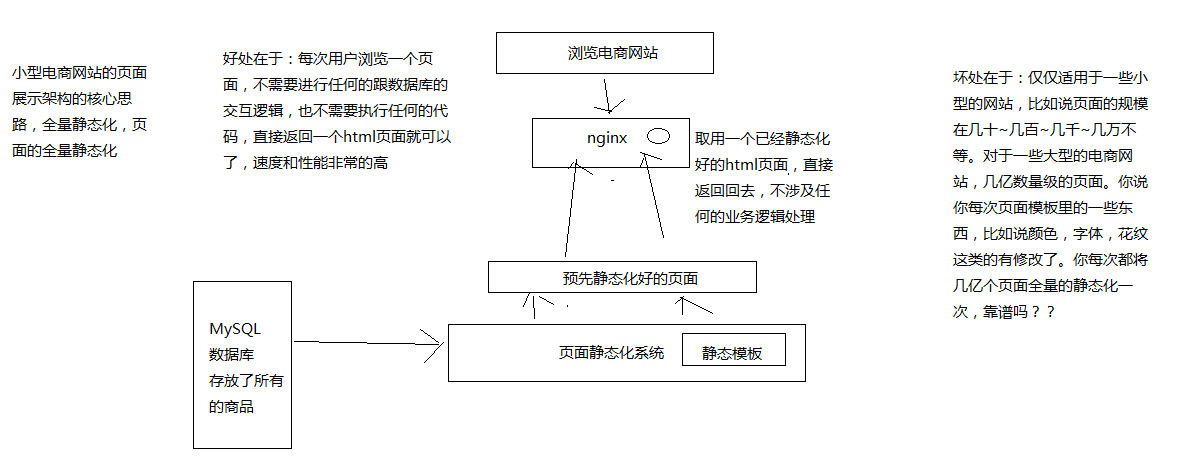 小型电商网站的页面
展示架构的核心思
路，全量静态化，页
面的全量静态化
好处在于：每次用户浏览一个页
面，不需要进行任何的跟数据库的
交互逻辑，也不需要执行任何的代
码，直接返回一个html页面就可以
了，速度和性能非常的高
浏览电商网站
nginx
取用一个已经静态化
好的html页面，直接
返回回去，不涉及任
何的业务逻辑处理
坏处在于：仅仅适用于一些小
型的网站，比如说页面的规模
在几十~几百~几千~几万不
等。对于一些大型的电商网
站，几亿数量级的页面。你说
你每次页面模板里的一些东
西，比如说颜色，字体，花纹
这类的有修改了。你每次都将
几亿个页面全量的静态化一
次，靠谱吗？？
预先静态化好的页面
MySQL
数据库
存放了所有
的商品
页面静态化系统
静态模板